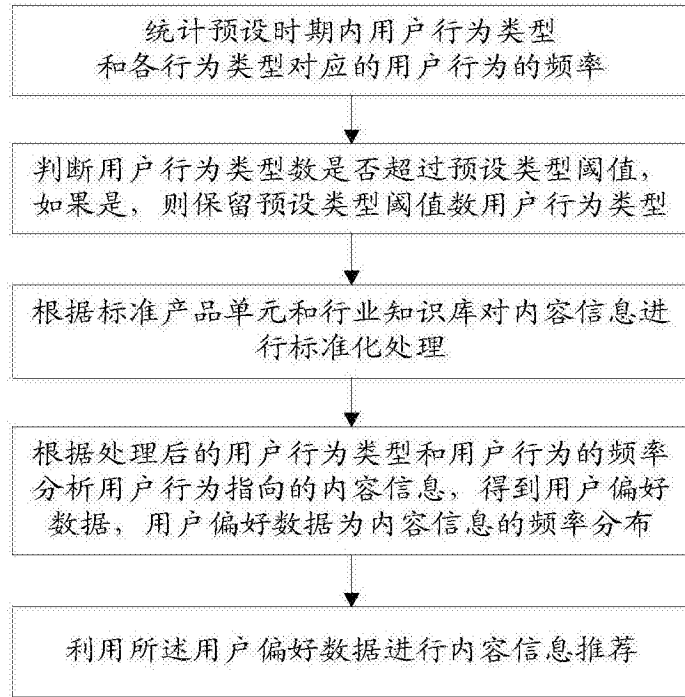 统计预设时期内用户行为类型
和各行为类型对应的用户行为的频率
判断用户行为类型数是否超过预设类型阈值，
如果是，则保留预设类型阈值数用户行为类型
根据标准产品单元和行业知识库对内容信息进
行标准化处理
根据处理后的用户行为类型和用户行为的频率
分析用户行为指向的内容信息，得到用户偏好
数据，用户偏好数据为内容信息的频率分布
利用所述用户偏好数据进行内容信息推荐